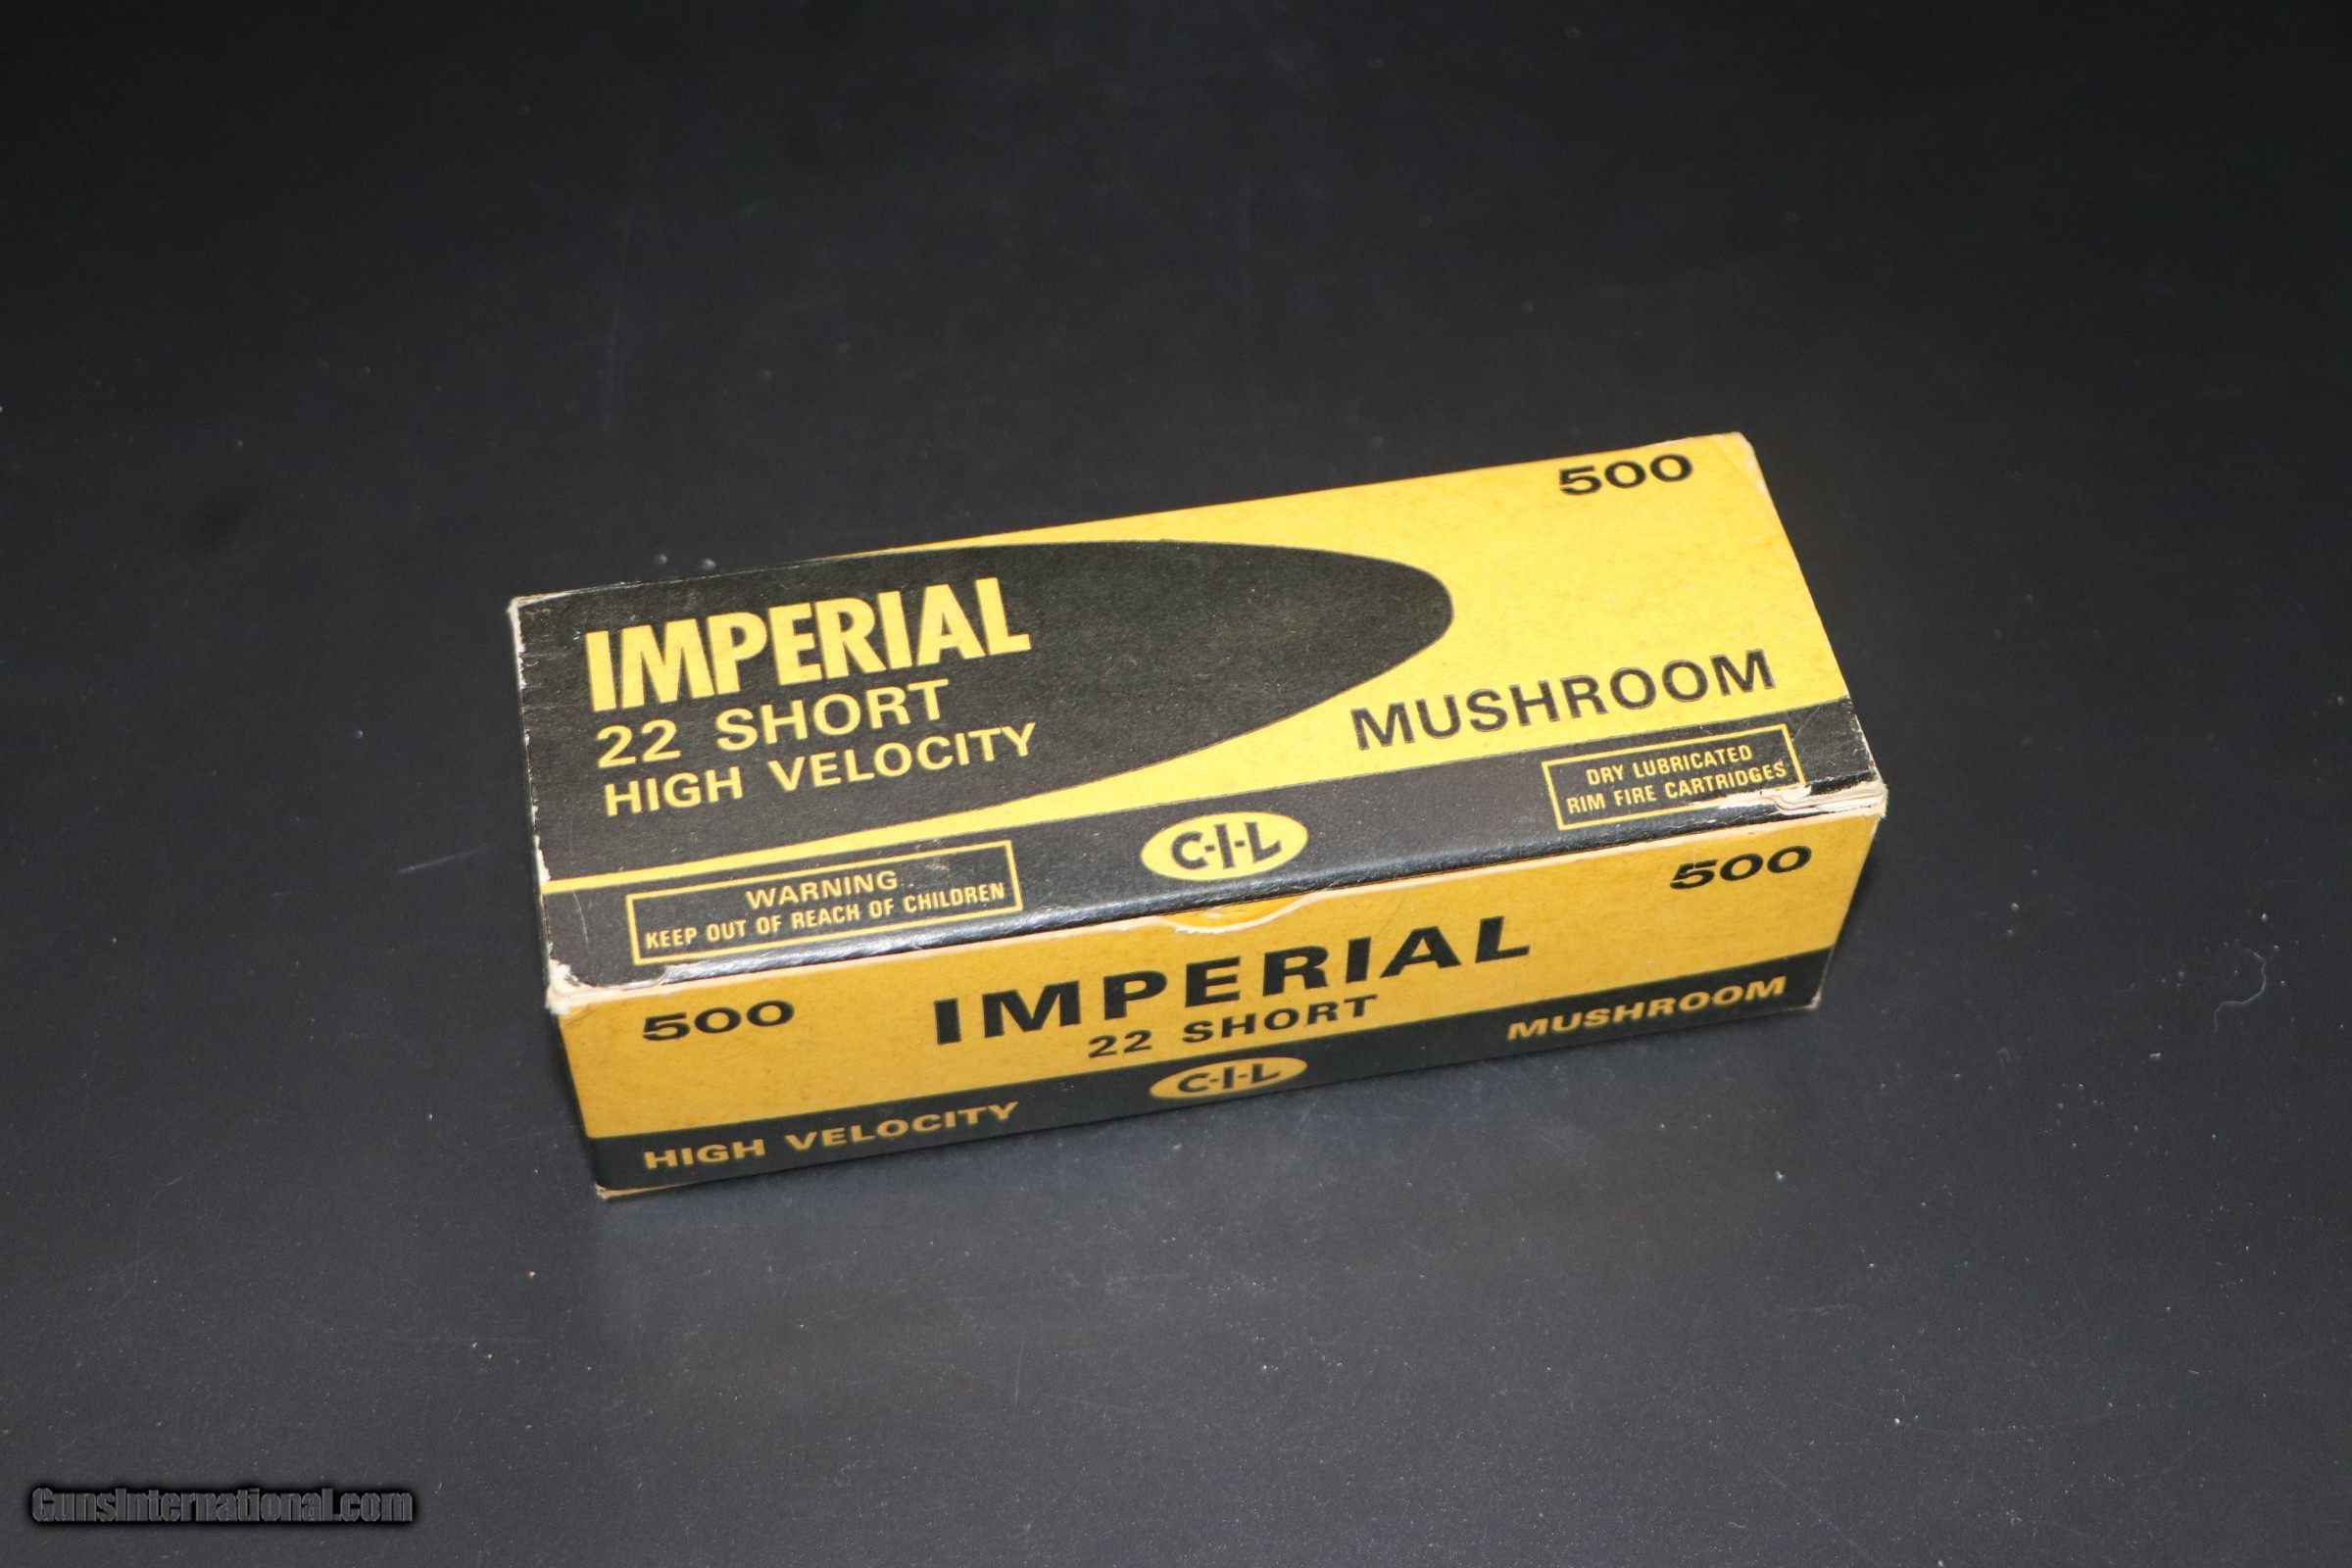 500
IMPERIAL
22 SHORT
HIGH VELOCITY
MUSHROOM
DRY LUBRICATED
RIM FIRE CARTRIDGES
C-I-L
WARNING
KEEP OUT OF REACH OF CHILDREN
500
500
IMPERIAL
22 SHORT
C-I-L
HIGH VELOCITY
MUSHROOM
GunsInternational.com